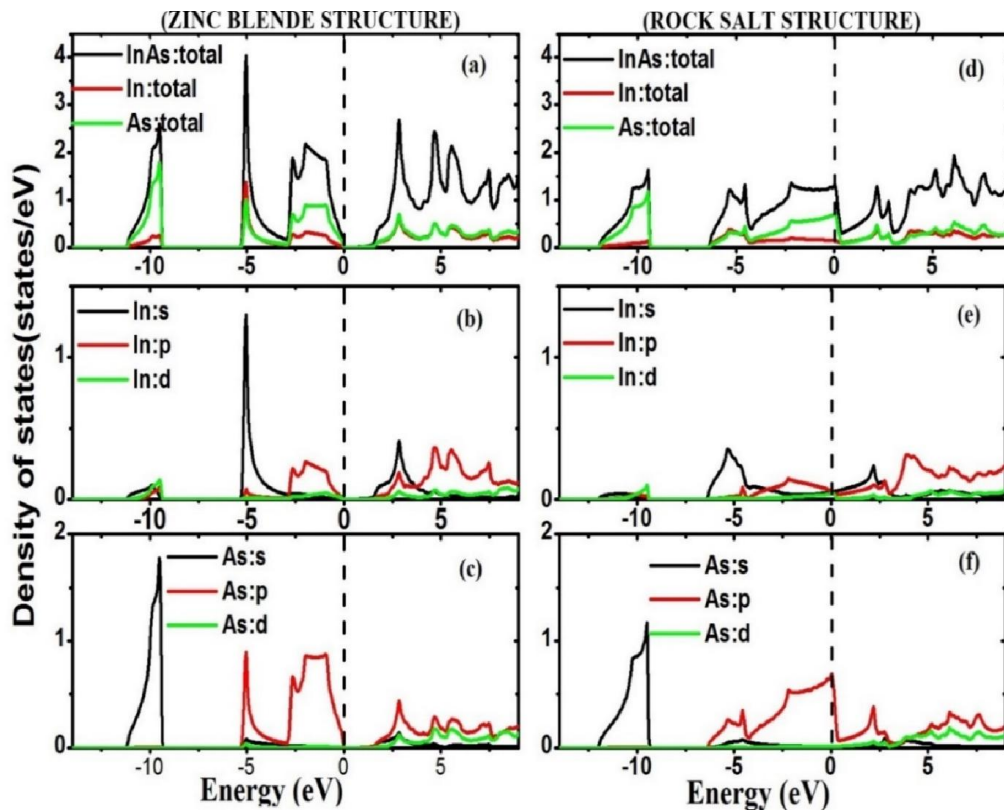 (ZINC BLENDE STRUCTURE)
(ROCK SALT STRUCTURE)
Density of states(states/eV)
4
3
2
1
0
InAs:total
In:total
As:total
(a)
-10
-5
0
5
4
3
2
1
0
InAs:total
In:total
As:total
(d)
-10
-5
0
5
1
0
In:s
In:p
In:d
(b)
-10
-5
0
5
1
0
In:s
In:p
In:d
(e)
-10
-5
0
5
2
1
0
As:s
As:p
As:d
(c)
-10
-5
0
5
Energy (eV)
2
1
0
As:s
As:p
As:d
(f)
-10
-5
0
5
Energy (eV)